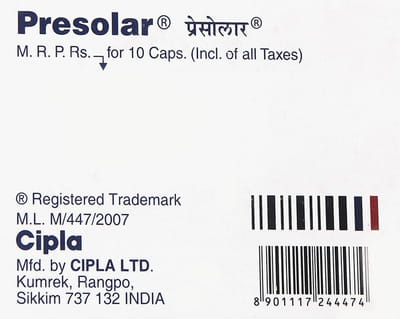 Presolar® प्रेसोलार®
M. R. P. Rs. for 10 Caps. (Incl. of all Taxes)
® Registered Trademark
M.L. M/447/2007
Cipla
Mfd. by CIPLA LTD.
Kumrek, Rangpo,
Sikkim 737 132 INDIA
8 901117 244474